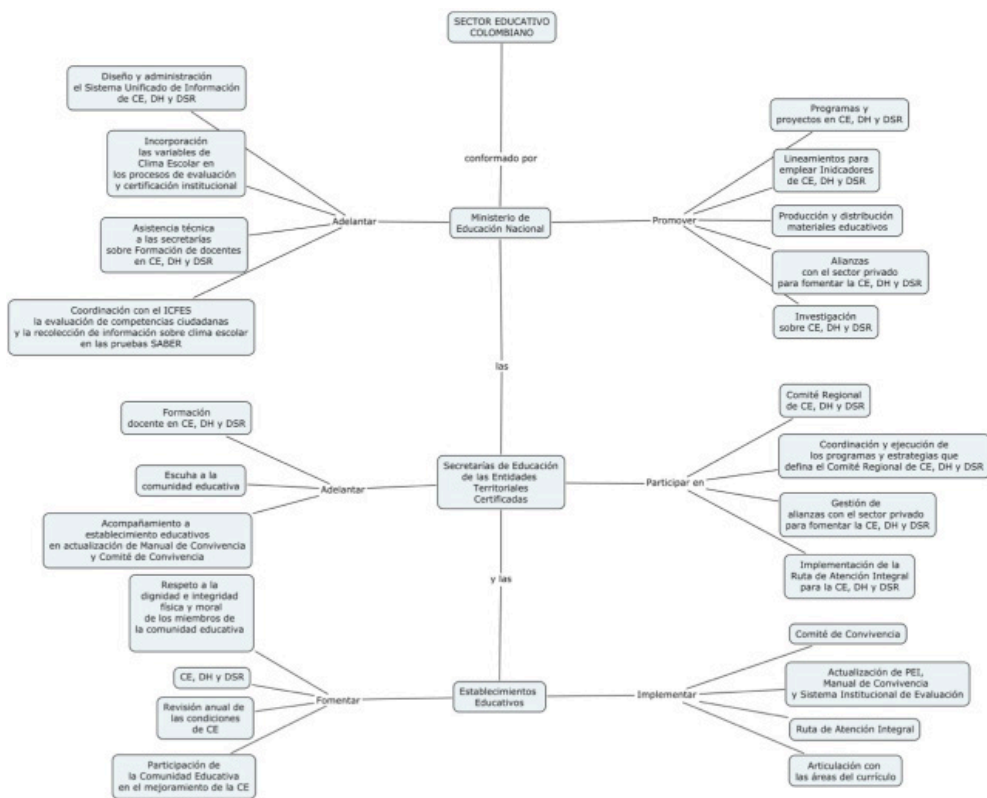 SECTOR EDUCATIVO
COLOMBIANO
conformado por
Ministerio de
Educación Nacional
Adelantar
Diseño y administración
el Sistema Unificado de Información
de CE, DH y DSR
Incorporación
las variables de
Clima Escolar en
los procesos de evaluación
y certificación institucional
Asistencia técnica
a las secretarías
sobre Formación de docentes
en CE, DH y DSR
Coordinación con el ICFES
la evaluación de competencias ciudadanas
y la recolección de información sobre clima escolar
en las pruebas SABER
Promover
Programas y
proyectos en CE, DH y DSR
Lineamientos para
emplear Inidcadores
de CE, DH y DSR
Producción y distribución
materiales educativos
Alianzas
con el sector privado
para fomentar la CE, DH y DSR
Investigación
sobre CE, DH y DSR
las
Secretarías de Educación
de las Entidades
Territoriales
Certificadas
Adelantar
Formación
docente en CE, DH y DSR
Escuha a la
comunidad educativa
Acompañamiento a
establecimiento educativos
en actualización de Manual de Convivencia
y Comité de Convivencia
Participar en
Comité Regional
de CE, DH y DSR
Coordinación y ejecución de
los programas y estrategias que
defina el Comité Regional de CE, DH y DSR
Gestión de
alianzas con el sector privado
para fomentar la CE, DH y DSR
Implementación de la
Ruta de Atención Integral
para la CE, DH y DSR
y las
Establecimientos
Educativos
Fomentar
Respeto a la
dignidad e integridad
física y moral
de los miembros de
la comunidad educativa
CE, DH y DSR
Revisión anual de
las condiciones
de CE
Participación de
la Comunidad Educativa
en el mejoramiento de la CE
Implementar
Comité de Convivencia
Actualización de PEI,
Manual de Convivencia
y Sistema Institucional de Evaluación
Ruta de Atención Integral
Articulación con
las áreas del currículo